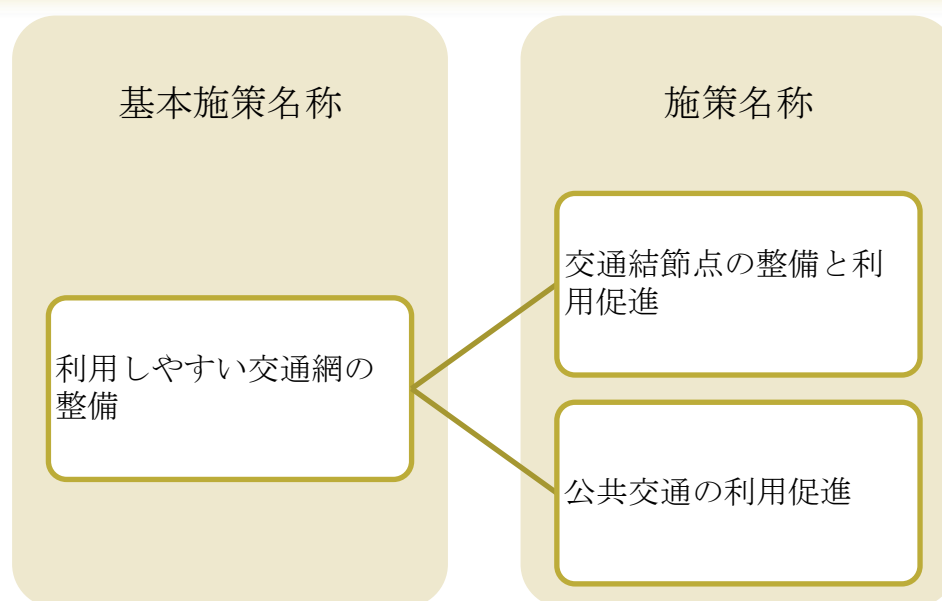 基本施策名称
施策名称
利用しやすい交通網の
整備
交通結節点の整備と利
用促進
公共交通の利用促進